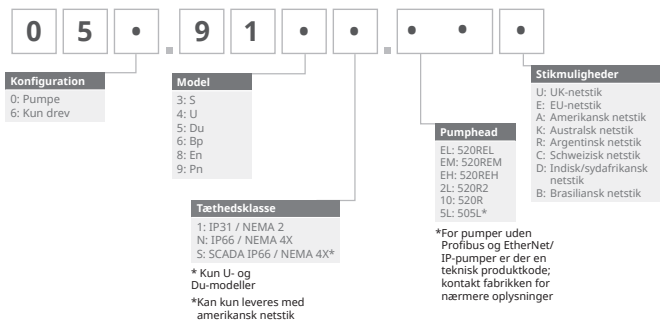 0 5 • . 9 1 • • . • • •
Konfiguration
0: Pumpe
6: Kun drev
Model
3: S
4: U
5: Du
6: Bp
8: En
9: Pn
Tæthedsklasse
1: IP31 / NEMA 2
N: IP66 / NEMA 4X
S: SCADA IP66 / NEMA 4X*
* Kun U- og
Du-modeller
*Kan kun leveres med
amerikansk netstik
Pumphead
EL: 520REL
EM: 520REM
EH: 520REH
2L: 520R2
10: 520R
5L: 505L*
*For pumper uden
Profibus og EtherNet/
IP-pumper er der en
teknisk produktkode;
kontakt fabrikken for
nærmere oplysninger
Stikmuligheder
U: UK-netstik
E: EU-netstik
A: Amerikansk netstik
K: Australsk netstik
R: Argentinsk netstik
C: Schweizisk netstik
D: Indisk/sydafrikansk
netstik
B: Brasiliansk netstik